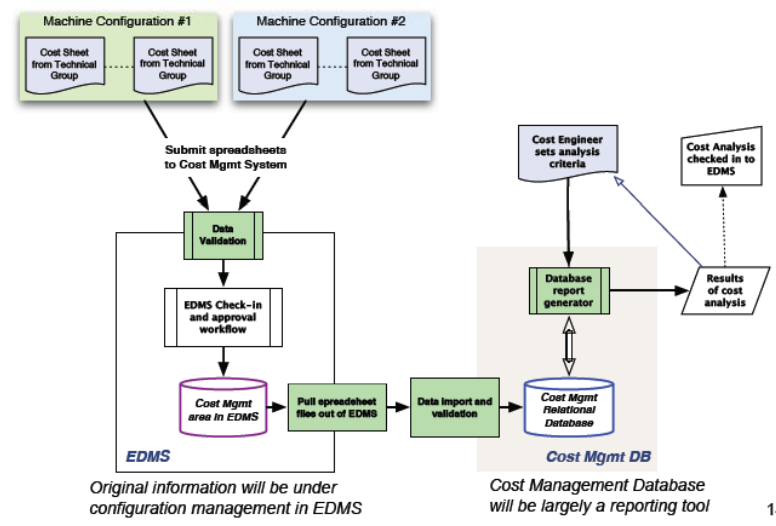 Machine Configuration #1
Machine Configuration #2
Cost Sheet
from Technical
Group
Cost Sheet
from Technical
Group
Cost Sheet
from Technical
Group
Cost Sheet
from Technical
Group
Submit spreadsheets
to Cost Mgmt System
Cost Engineer
sets analysis
criteria
Cost Analysis
checked in to
EDMS
Data
Validation
EDMS Check-in
and approval
workflow
Database
report
generator
Results
of cost
analysis
Cost Mgmt
area in EDMS
Pull spreadsheet
files out of EDMS
Data import and
validation
Cost Mgmt
Relational
Database
EDMS
Cost Mgmt DB
Original information will be under
configuration management in EDMS
Cost Management Database
will be largely a reporting tool